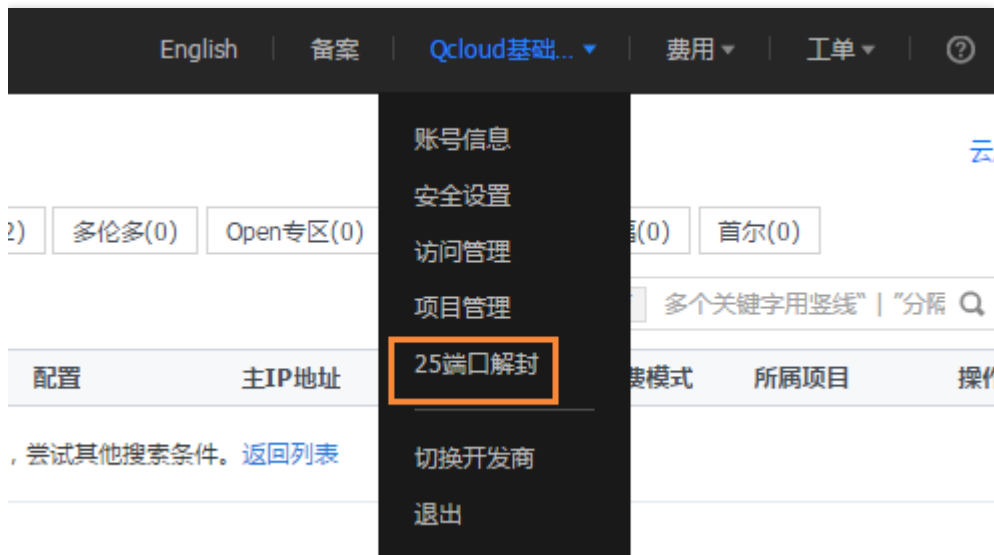 English 备案 Qcloud基础... 费用 工单
账号信息
云
安全设置
2) 多伦多(0) Open专区(0) (0) 首尔(0)
访问管理
项目管理 多个关键字用竖线“|”分隔
25端口解封
配置 主IP地址 费模式 所属项目 操作
,尝试其他搜索条件。返回列表
切换开发商
退出